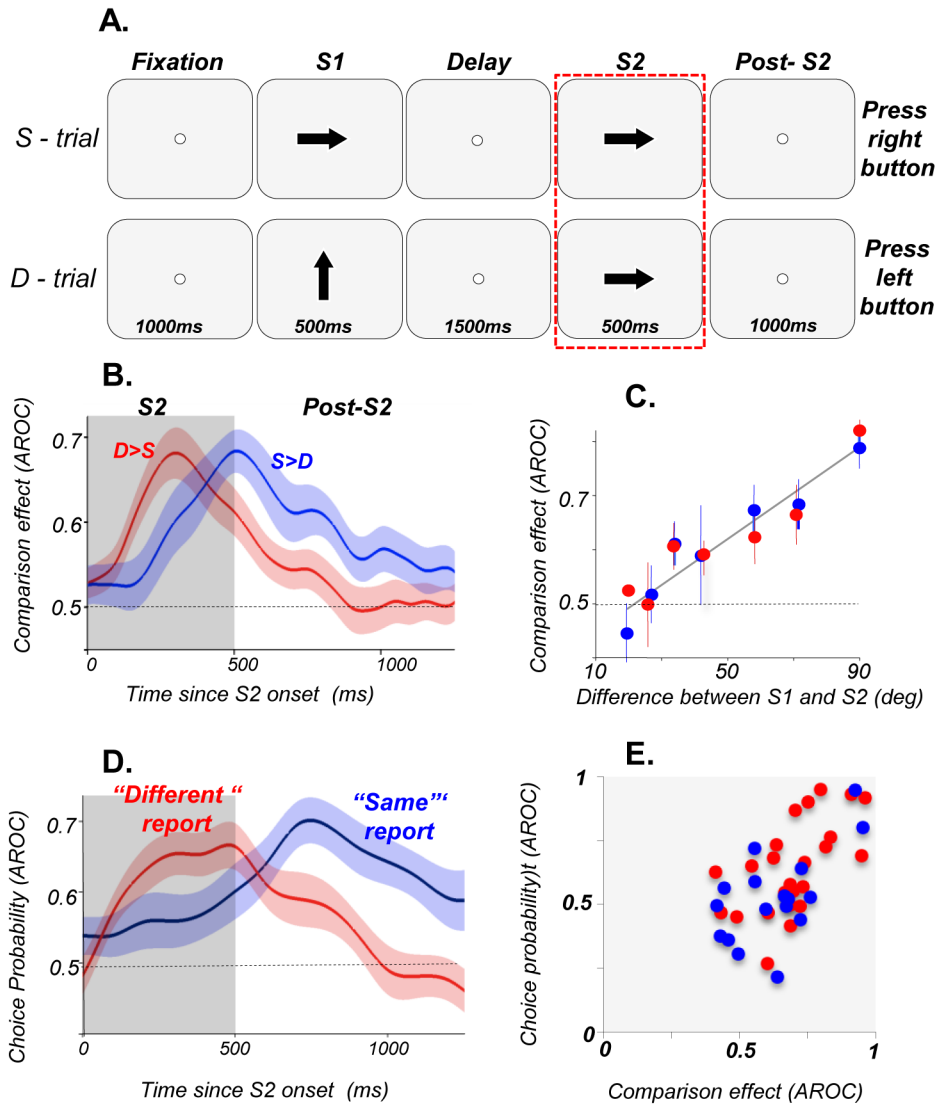 A.
Fixation S1 Delay S2 Post- S2
S - trial
Press
right
button
D - trial
Press
left
button
1000ms 500ms 1500ms 500ms 1000ms
B.
S2 Post-S2
Comparison effect (AROC)
0.7
0.6
0.5
D>S
S>D
0 500 1000
Time since S2 onset (ms)
C.
Comparison effect (AROC)
0.7
0.5
10 50 90
Difference between S1 and S2 (deg)
D.
"Different "
report
"Same"'
report
Choice Probability (AROC)
0.7
0.6
0.5
0 500 1000
Time since S2 onset (ms)
E.
Choice probability)t (AROC)
1
0.5
0
0 0.5 1
Comparison effect (AROC)